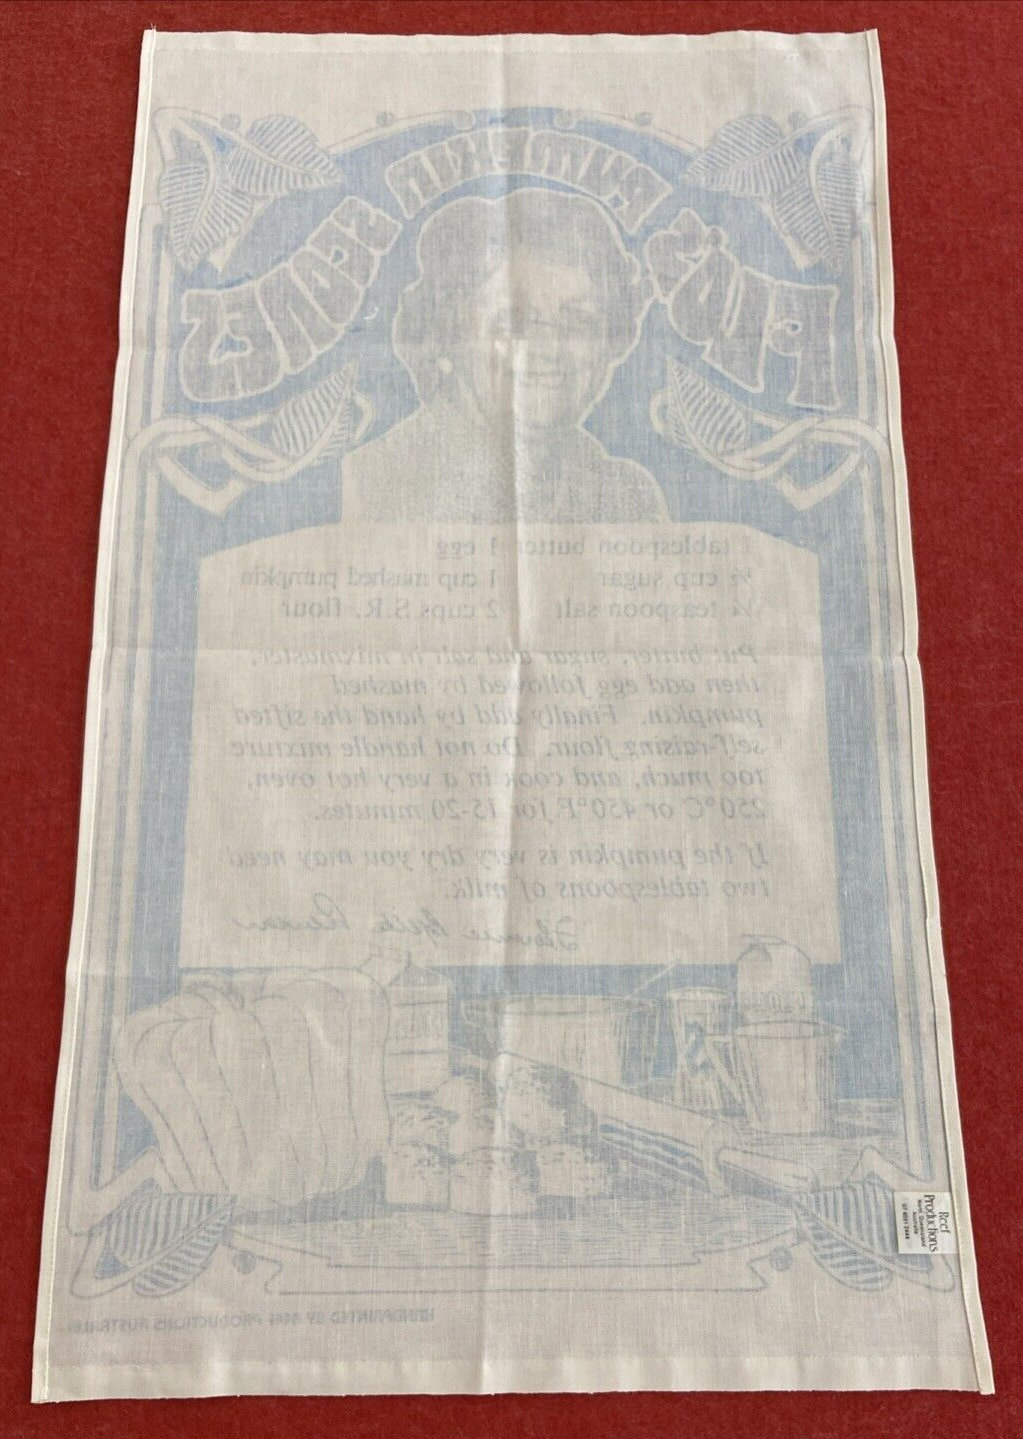 FLO'S PUMPKIN SCONES
1 tablespoon butter 1 egg
½ cup sugar 1 cup mashed pumpkin
¼ teaspoon salt 2 cups S.R. flour
Put butter, sugar and salt in mixmaster,
then add egg followed by mashed
pumpkin. Finally add by hand the sifted
self-raising flour. Do not handle mixture
too much, and cook in a very hot oven,
250°C or 450°F for 15-20 minutes.
If the pumpkin is very dry you may need
two tablespoons of milk.
Reef
Productions
North Queensland
Australia
HANDPRINTED BY REEF PRODUCTIONS AUSTRALIA